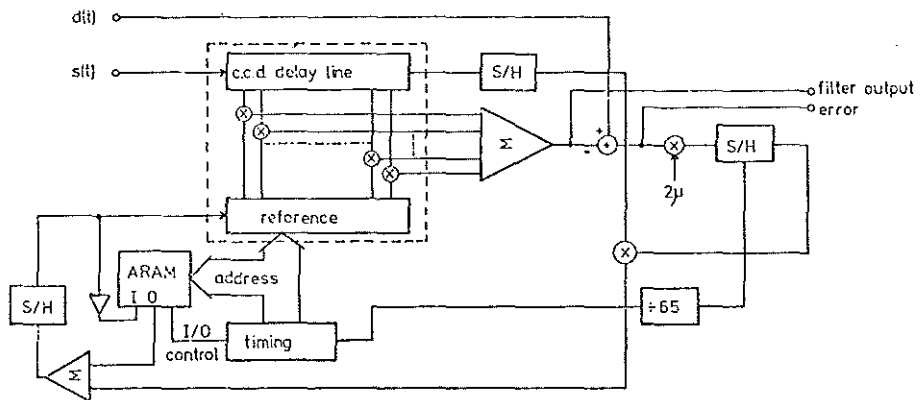 d(t)
s(t)
c.c.d. delay line
S/H
filter output
error
Σ
+
-
+
S/H
2μ
reference
ARAM
I O
address
S/H
I/O
control
timing
÷65
Σ